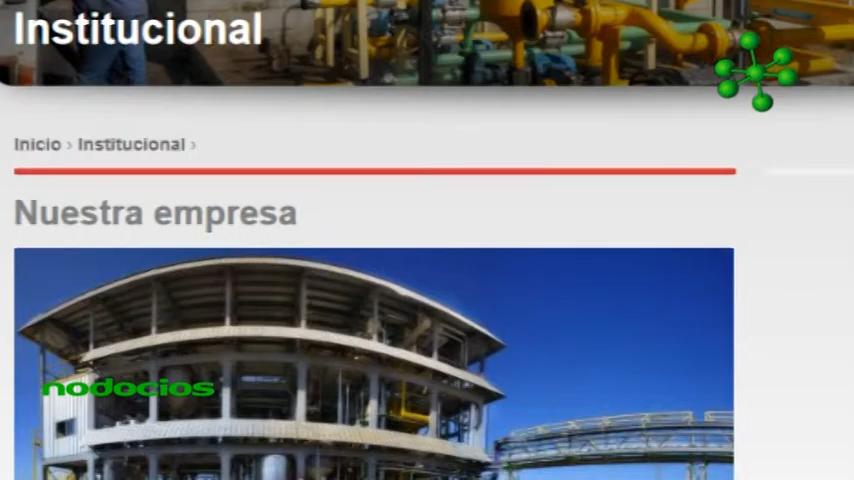 Institucional
Inicio › Institucional ›
Nuestra empresa
nodocios